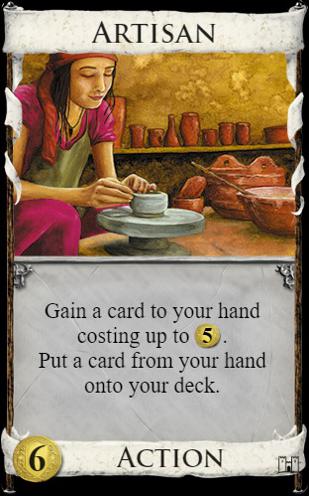 ARTISAN
Gain a card to your hand
costing up to 5.
Put a card from your hand
onto your deck.
6 ACTION